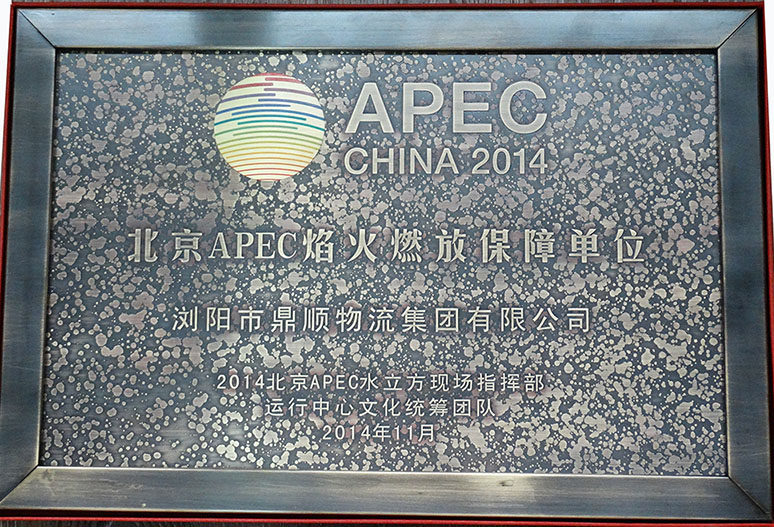 APEC
CHINA 2014
北京APEC焰火燃放保障单位
浏阳市鼎顺物流集团有限公司
2014北京APEC水立方现场指挥部
运行中心文化统筹团队
2014年11月